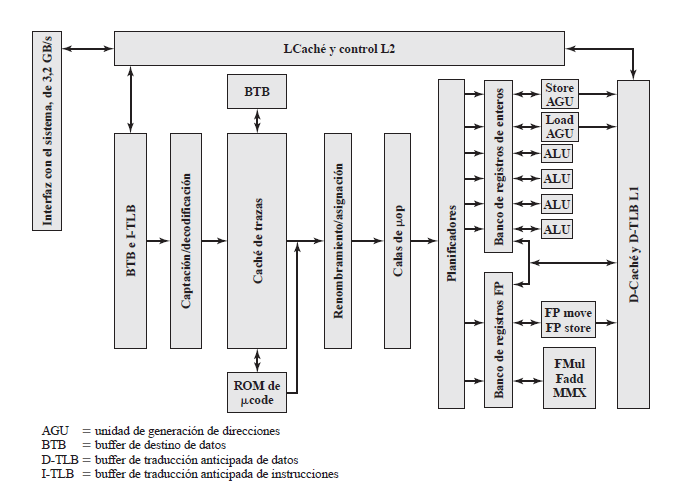 Interfaz con el sistema, de 3,2 GB/s
LCaché y control L2
BTB
BTB e I-TLB
Captación/decodificación
Caché de trazas
ROM de
μcode
Renombramiento/asignación
Calas de μop
Planificadores
Banco de registros de enteros
Banco de registros FP
Store
AGU
Load
AGU
ALU
ALU
ALU
ALU
FP move
FP store
FMul
Fadd
MMX
D-Caché y D-TLB L1
AGU = unidad de generación de direcciones
BTB = buffer de destino de datos
D-TLB = buffer de traducción anticipada de datos
I-TLB = buffer de traducción anticipada de instrucciones